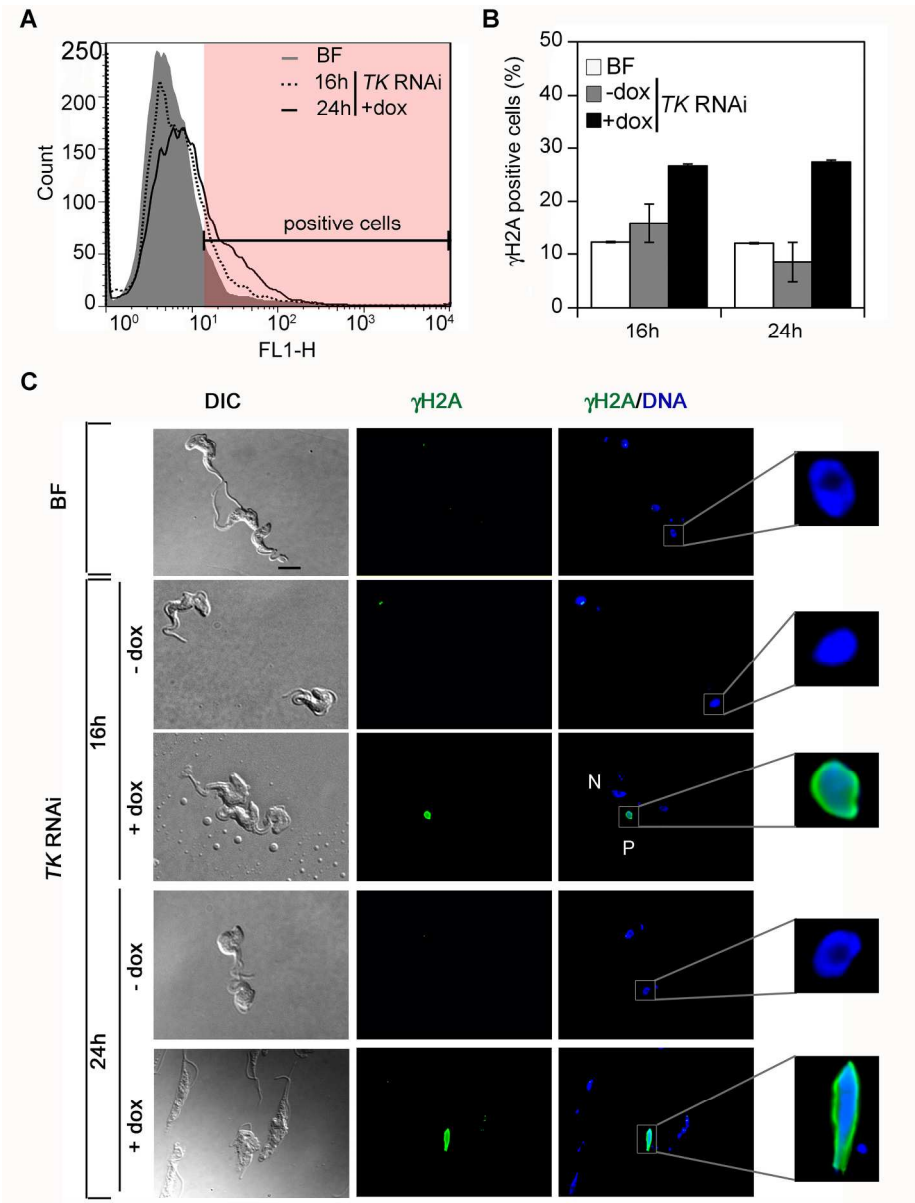 A
250
200
150
100
50
0
Count
10⁰ 10¹ 10² 10³ 10⁴
FL1-H
BF
16h
24h
TK RNAi
+dox
positive cells
B
50
40
30
20
10
0
γH2A positive cells (%)
BF
-dox
+dox
TK RNAi
16h 24h
C
DIC γH2A γH2A/DNA
BF
TK RNAi
16h
- dox
+ dox
N
P
24h
- dox
+ dox